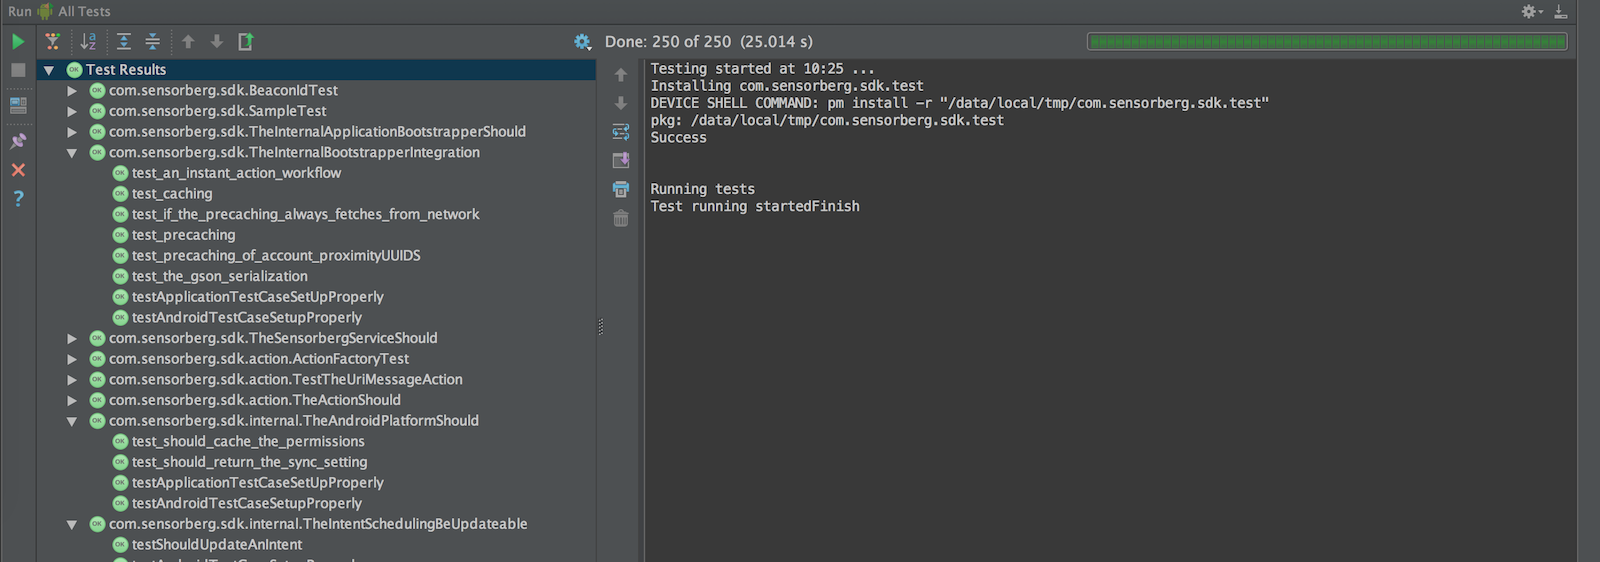 Run All Tests
Done: 250 of 250 (25.014 s)
Test Results
com.sensorberg.sdk.BeaconIdTest
com.sensorberg.sdk.SampleTest
com.sensorberg.sdk.TheInternalApplicationBootstrapperShould
com.sensorberg.sdk.TheInternalBootstrapperIntegration
test_an_instant_action_workflow
test_caching
test_if_the_precaching_always_fetches_from_network
test_precaching
test_precaching_of_account_proximityUUIDS
test_the_gson_serialization
testApplicationTestCaseSetUpProperly
testAndroidTestCaseSetupProperly
com.sensorberg.sdk.TheSensorbergServiceShould
com.sensorberg.sdk.action.ActionFactoryTest
com.sensorberg.sdk.action.TestTheUriMessageAction
com.sensorberg.sdk.action.TheActionShould
com.sensorberg.sdk.internal.TheAndroidPlatformShould
test_should_cache_the_permissions
test_should_return_the_sync_setting
testApplicationTestCaseSetUpProperly
testAndroidTestCaseSetupProperly
com.sensorberg.sdk.internal.TheIntentSchedulingBeUpdateable
testShouldUpdateAnIntent
Testing started at 10:25 ...
Installing com.sensorberg.sdk.test
DEVICE SHELL COMMAND: pm install -r "/data/local/tmp/com.sensorberg.sdk.test"
pkg: /data/local/tmp/com.sensorberg.sdk.test
Success
Running tests
Test running startedFinish